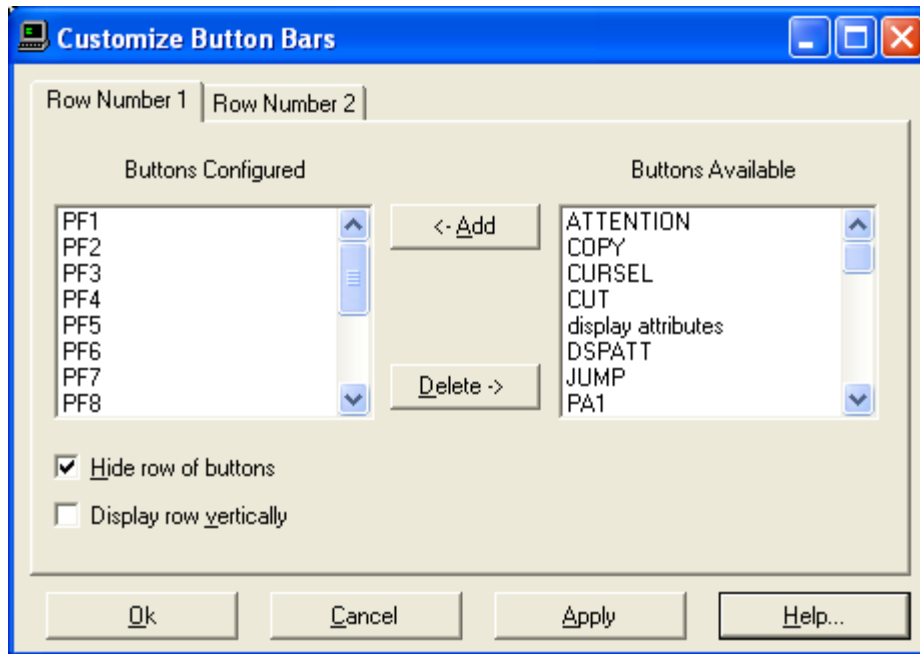 Customize Button Bars
Row Number 1
Row Number 2
Buttons Configured
Buttons Available
PF1
PF2
PF3
PF4
PF5
PF6
PF7
PF8
<- Add
Delete ->
ATTENTION
COPY
CURSEL
CUT
display attributes
DSPATT
JUMP
PA1
Hide row of buttons
Display row vertically
Ok
Cancel
Apply
Help...